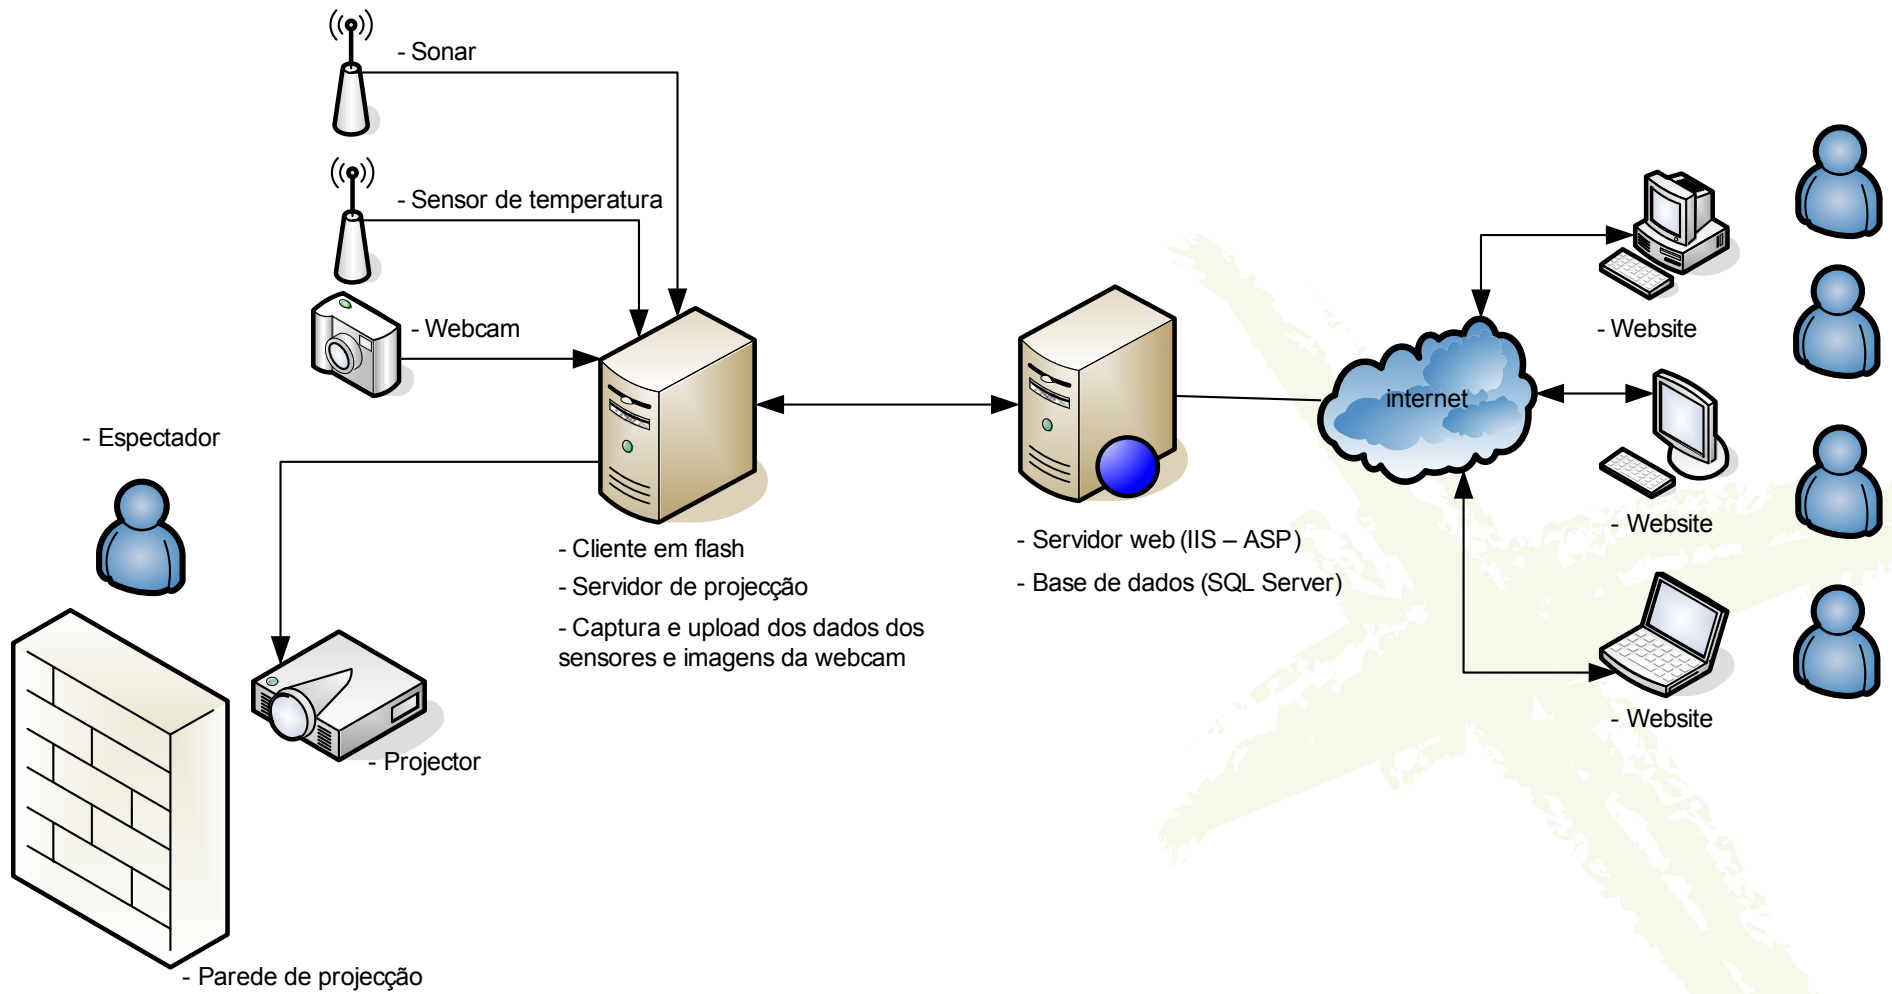 - Sonar
- Sensor de temperatura
- Webcam
- Espectador
- Cliente em flash
- Servidor de projecção
- Captura e upload dos dados dos
sensores e imagens da webcam
- Projector
- Parede de projecção
- Servidor web (IIS – ASP)
- Base de dados (SQL Server)
internet
- Website
- Website
- Website